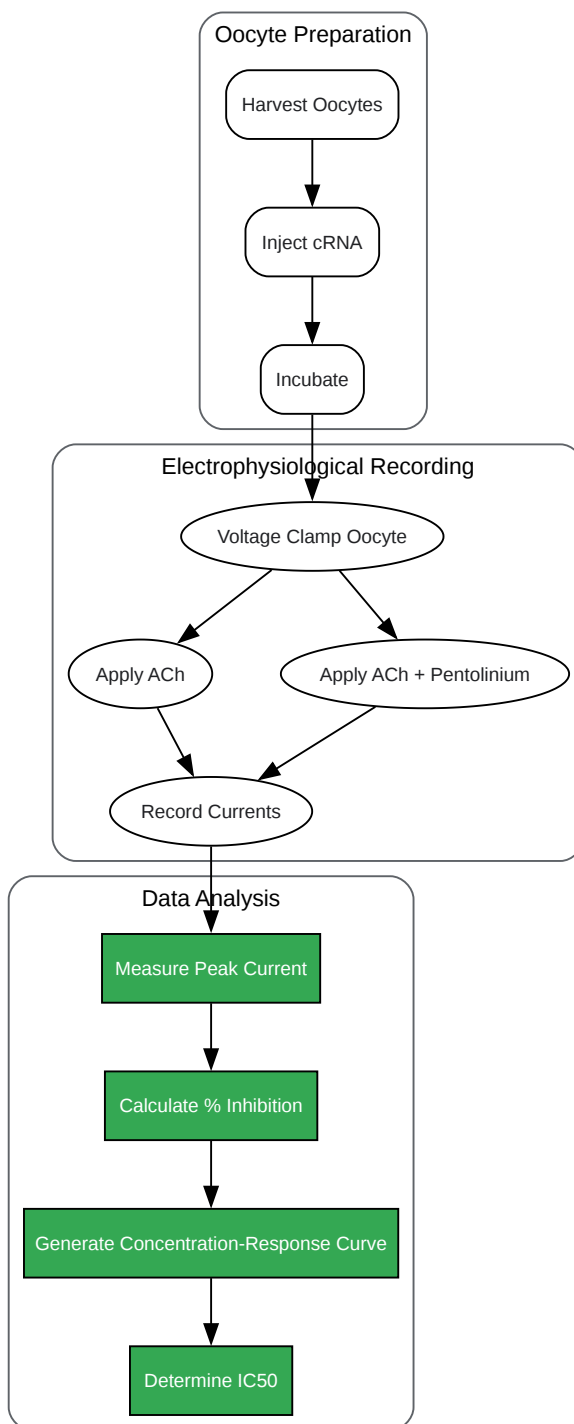 Oocyte Preparation
Harvest Oocytes
Inject cRNA
Incubate
Electrophysiological Recording
Voltage Clamp Oocyte
Apply ACh
Apply ACh + Pentolinium
Record Currents
Data Analysis
Measure Peak Current
Calculate % Inhibition
Generate Concentration-Response Curve
Determine IC50